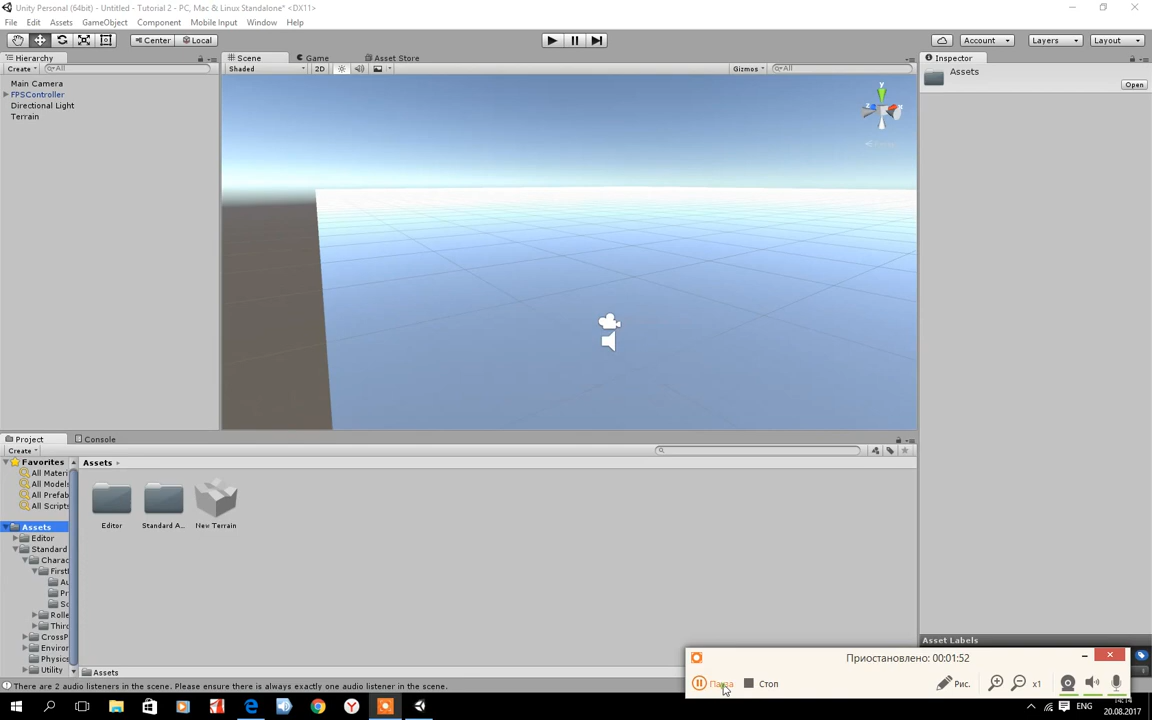 Unity Personal (64bit) - Untitled - Tutorial 2 - PC, Mac & Linux Standalone* <DX11>
File Edit Assets GameObject Component Mobile Input Window Help
Center Local Account Layers Layout
Hierarchy Scene Game Asset Store Inspector
Create All Shaded 2D Gizmos All
Assets
Open
Main Camera
FPSController
Directional Light
Terrain
y
Project Console
Create
Favorites
All Materi
All Models
All Prefab
All Scripts
Assets
Editor
Standard
Charac
First
Au
Pr
Sc
Rolle
Third
CrossP
Enviror
Physics
Utility
Assets
Editor Standard A... New Terrain
Assets
Asset Labels
Приостановлено: 00:01:52
Пауза Стоп Рис. x1
There are 2 audio listeners in the scene. Please ensure there is always exactly one audio listener in the scene.
ENG
14:14
20.08.2017